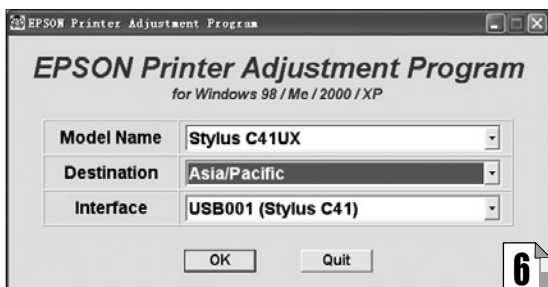 EPSON Printer Adjustment Program
EPSON Printer Adjustment Program
for Windows 98 / Me / 2000 / XP
Model Name Stylus C41UX
Destination Asia/Pacific
Interface USB001 (Stylus C41)
OK Quit
6